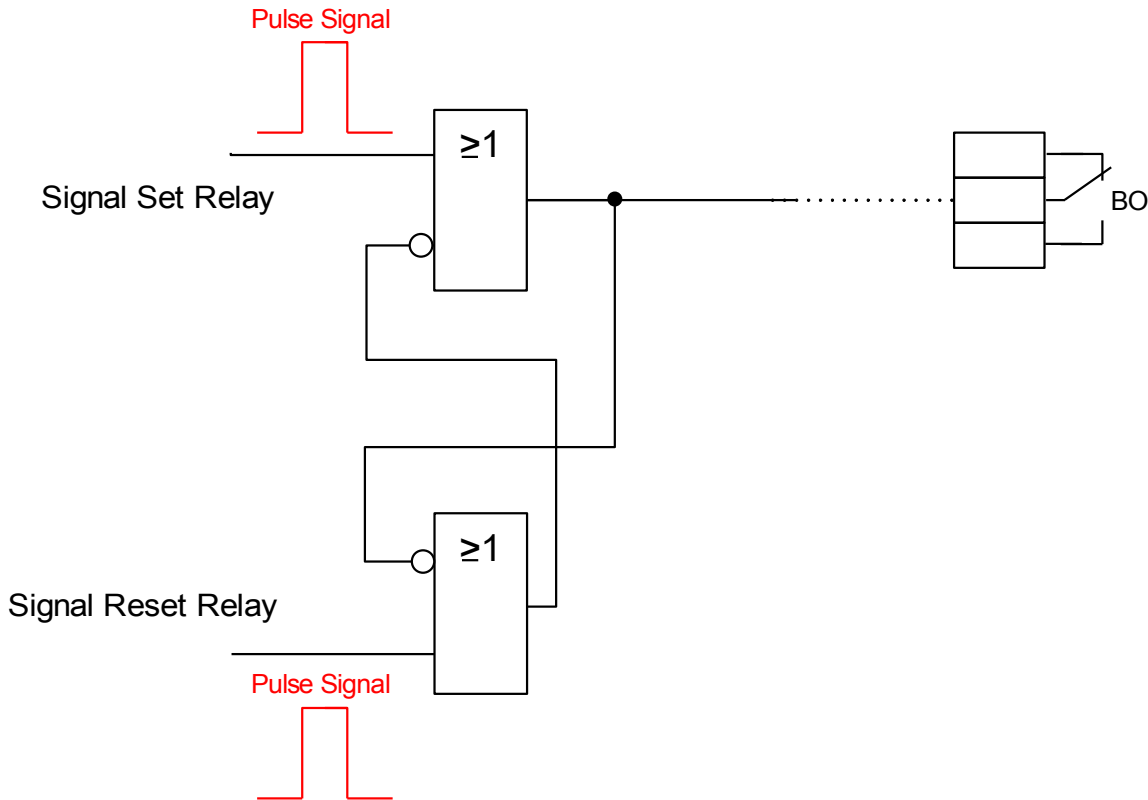 Pulse Signal
≥1
Signal Set Relay
BO
≥1
Signal Reset Relay
Pulse Signal